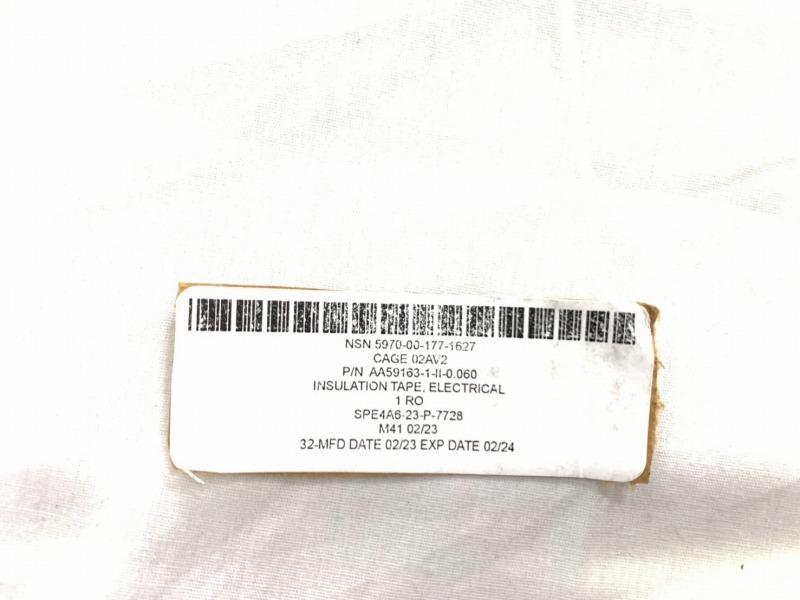 NSN 5970-00-177-1627
CAGE 02AV2
P/N AA59163-1-II-0.060
INSULATION TAPE, ELECTRICAL
1 RO
SPE4A6-23-P-7728
M41 02/23
32-MFD DATE 02/23 EXP DATE 02/24